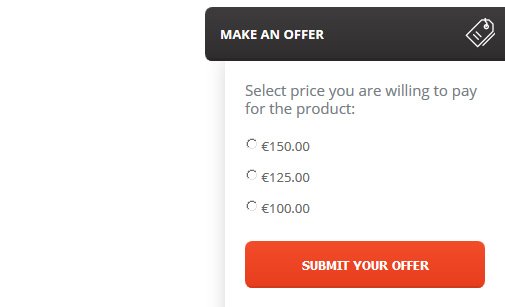 MAKE AN OFFER
Select price you are willing to pay
for the product:
€150.00
€125.00
€100.00
SUBMIT YOUR OFFER